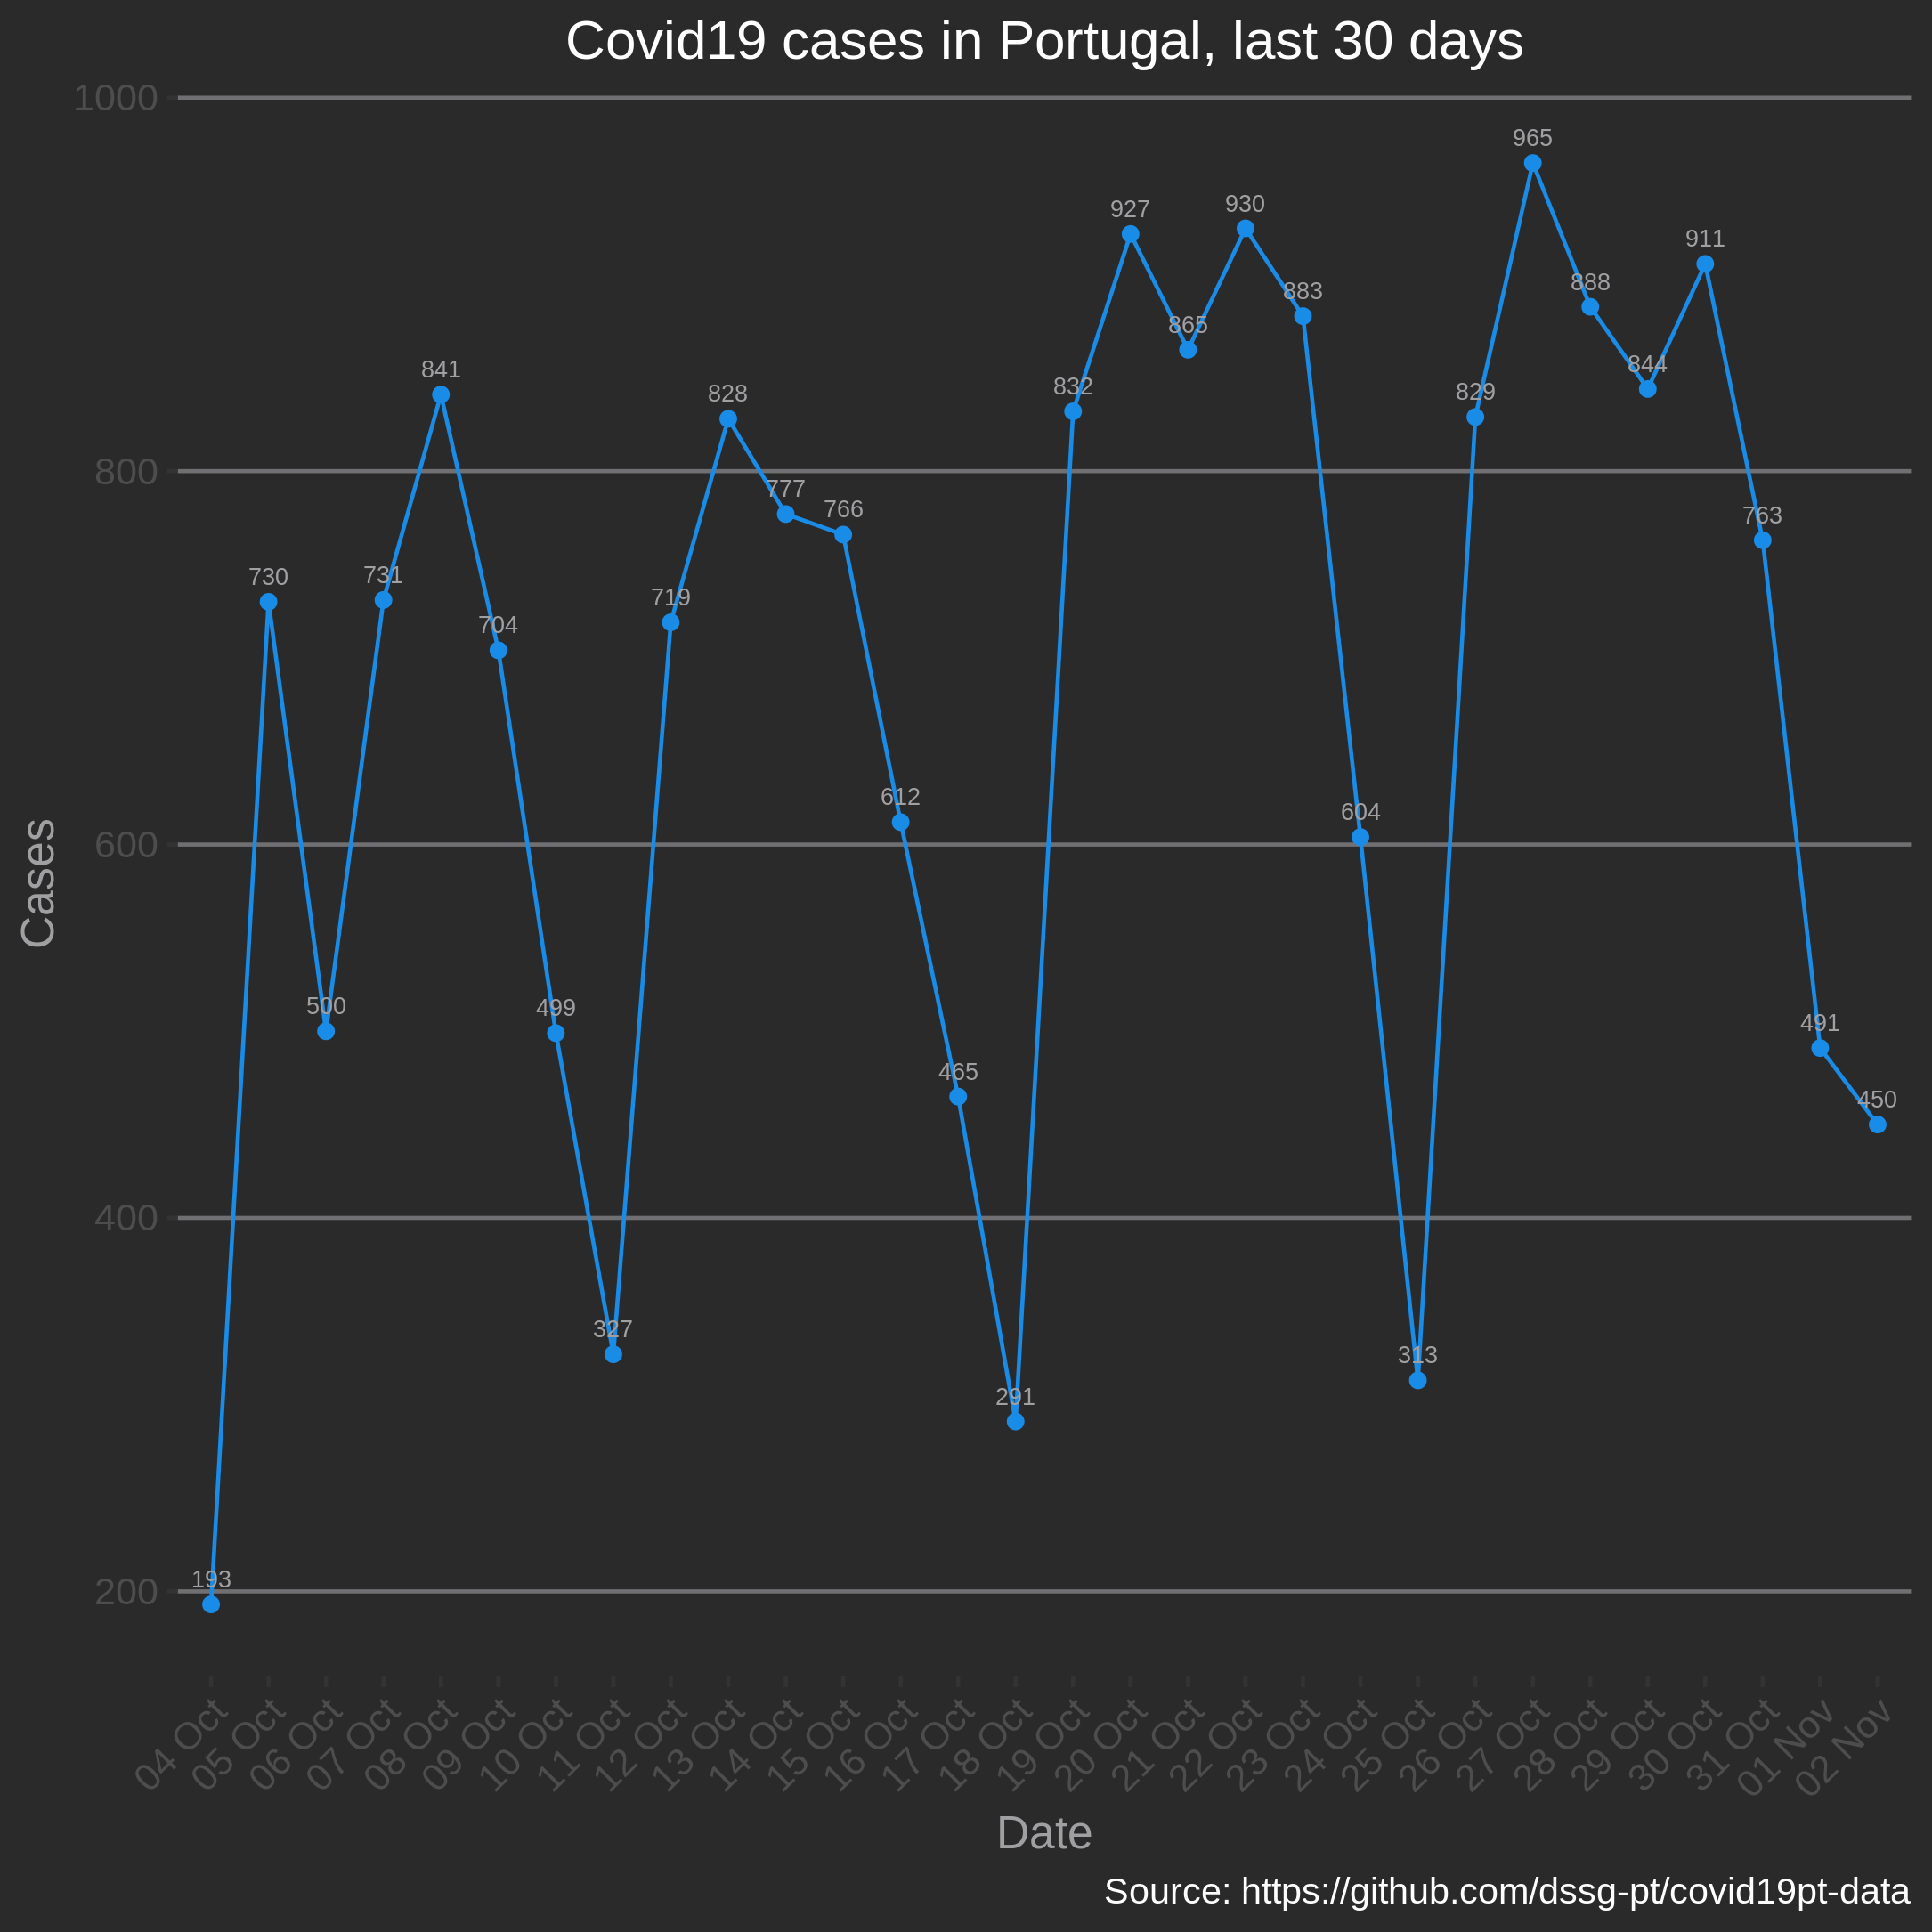 Covid19 cases in Portugal, last 30 days
1000
800
600
400
200
Cases
193
730
500
731
841
704
499
327
719
828
777
766
612
465
291
832
927
865
930
883
604
313
829
965
888
844
911
763
491
450
04 Oct
05 Oct
06 Oct
07 Oct
08 Oct
09 Oct
10 Oct
11 Oct
12 Oct
13 Oct
14 Oct
15 Oct
16 Oct
17 Oct
18 Oct
19 Oct
20 Oct
21 Oct
22 Oct
23 Oct
24 Oct
25 Oct
26 Oct
27 Oct
28 Oct
29 Oct
30 Oct
31 Oct
01 Nov
02 Nov
Date
Source: https://github.com/dssg-pt/covid19pt-data